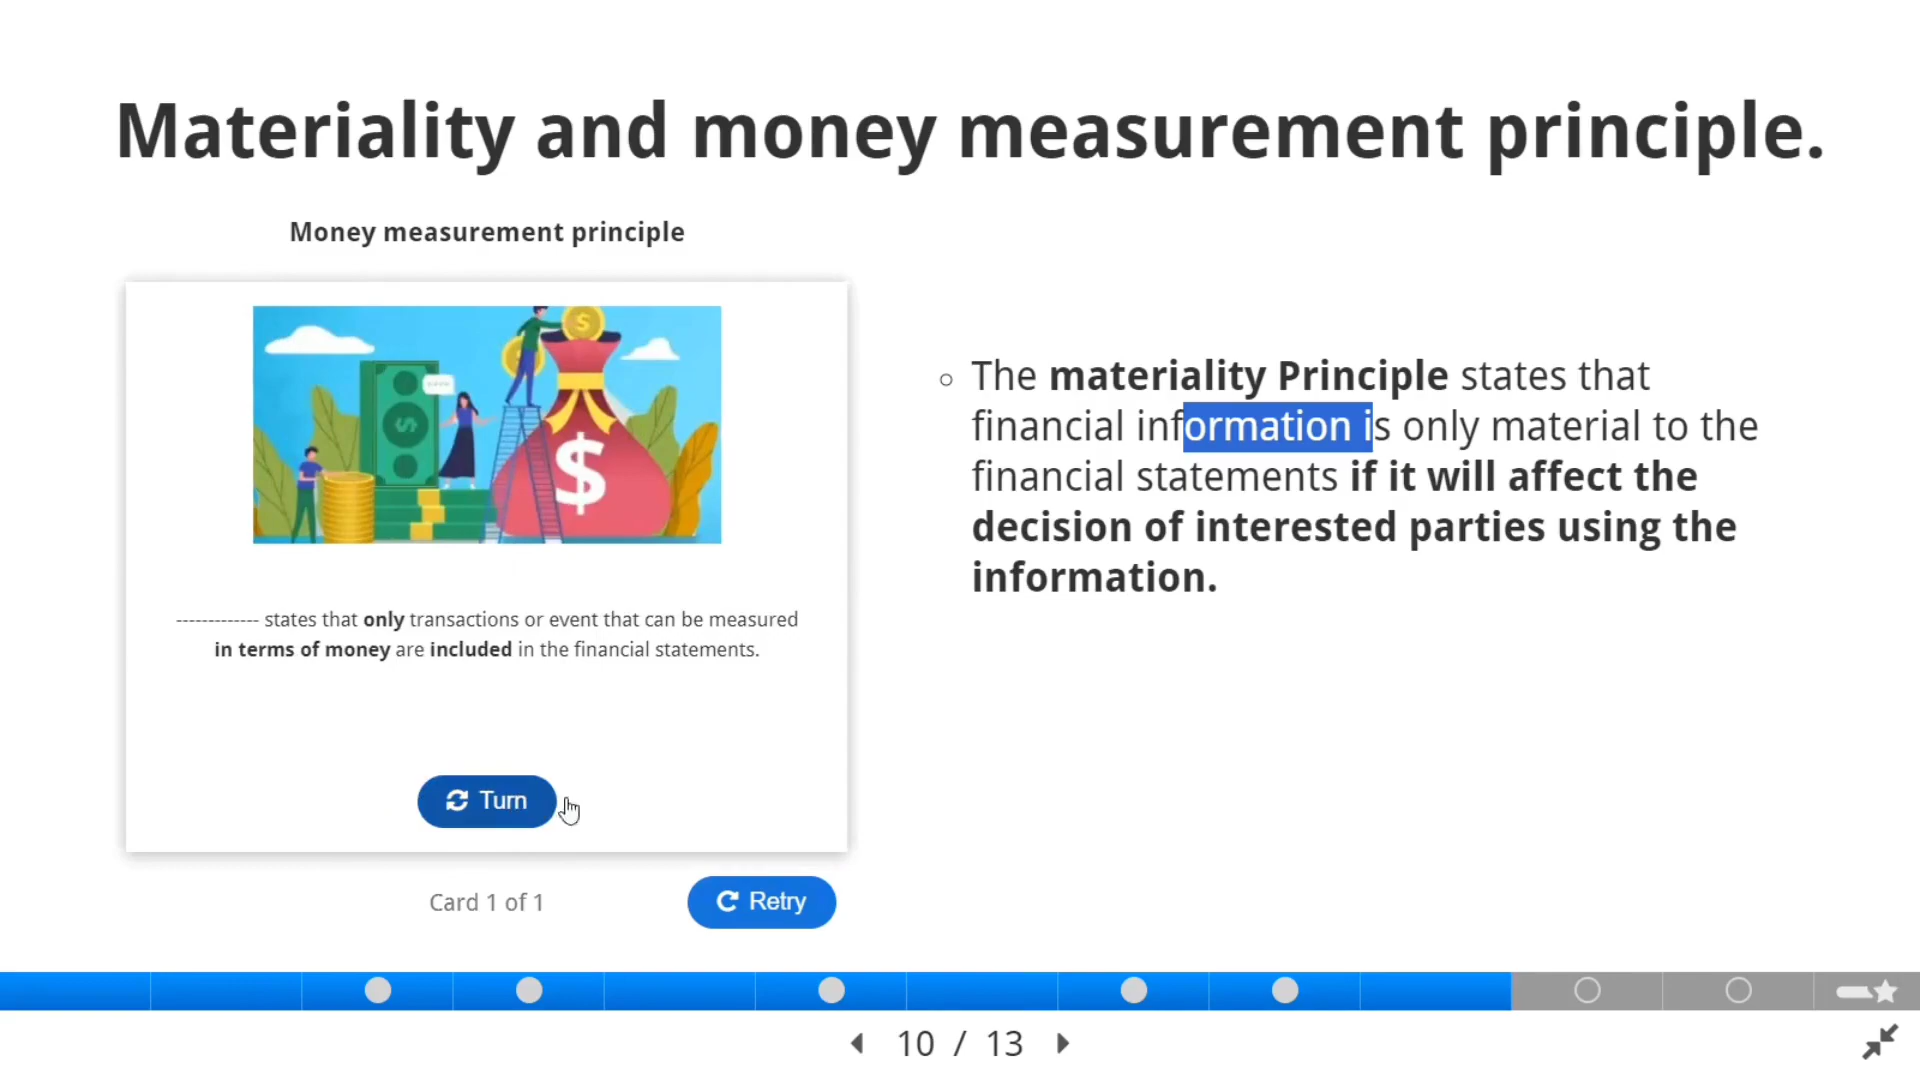 Materiality and money measurement principle.
Money measurement principle
------------- states that only transactions or event that can be measured
in terms of money are included in the financial statements.
Turn
Card 1 of 1
Retry
The materiality Principle states that
financial information is only material to the
financial statements if it will affect the
decision of interested parties using the
information.
10 / 13